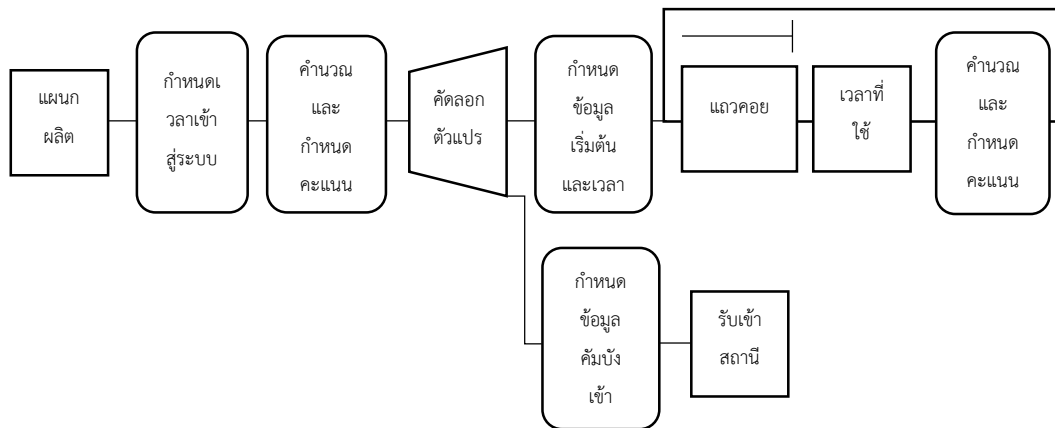 แผนก
ผลิต
กำหนดเ
วลาเข้า
สู่ระบบ
คำนวณ
และ
กำหนด
คะแนน
คัดลอก
ตัวแปร
กำหนด
ข้อมูล
เริ่มต้น
และเวลา
แถวคอย
เวลาที่
ใช้
คำนวณ
และ
กำหนด
คะแนน
กำหนด
ข้อมูล
คัมบัง
เข้า
รับเข้า
สถานี